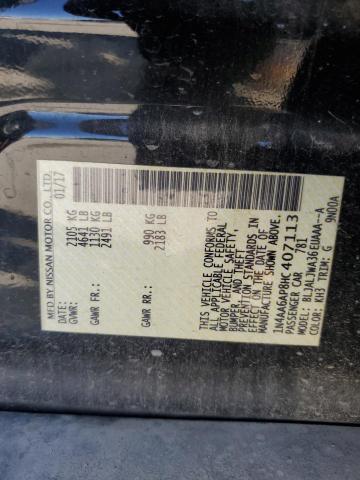 MFD BY NISSAN MOTOR CO., LTD. 01/17
GVWR: 2105 KG
4641 LB
GAWR FR.: 1130 KG
2491 LB
GAWR RR.: 990 KG
2183 LB
THIS VEHICLE CONFORMS TO
ALL APPLICABLE FEDERAL
MOTOR VEHICLE SAFETY,
BUMPER AND THEFT
PREVENTION STANDARDS IN
EFFECT ON THE DATE OF
MANUFACTURE SHOWN ABOVE.
1N4AA6AP8HC407113
PASSENGER CAR 781
MODEL: BLJALJWA36EUAAA--A
COLOR: KH3 TRIM: G 9N00A